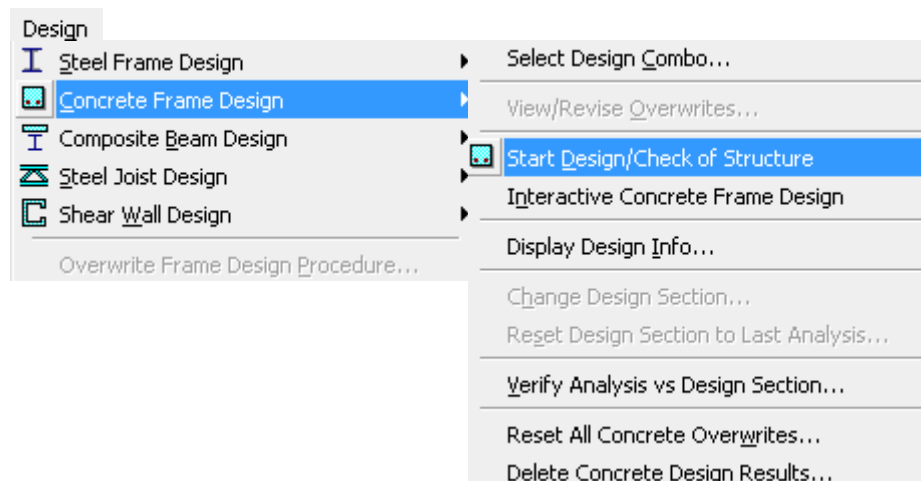 Design
Steel Frame Design
Concrete Frame Design
Composite Beam Design
Steel Joist Design
Shear Wall Design
Overwrite Frame Design Procedure...
Select Design Combo...
View/Revise Overwrites...
Start Design/Check of Structure
Interactive Concrete Frame Design
Display Design Info...
Change Design Section...
Reset Design Section to Last Analysis...
Verify Analysis vs Design Section...
Reset All Concrete Overwrites...
Delete Concrete Design Results...